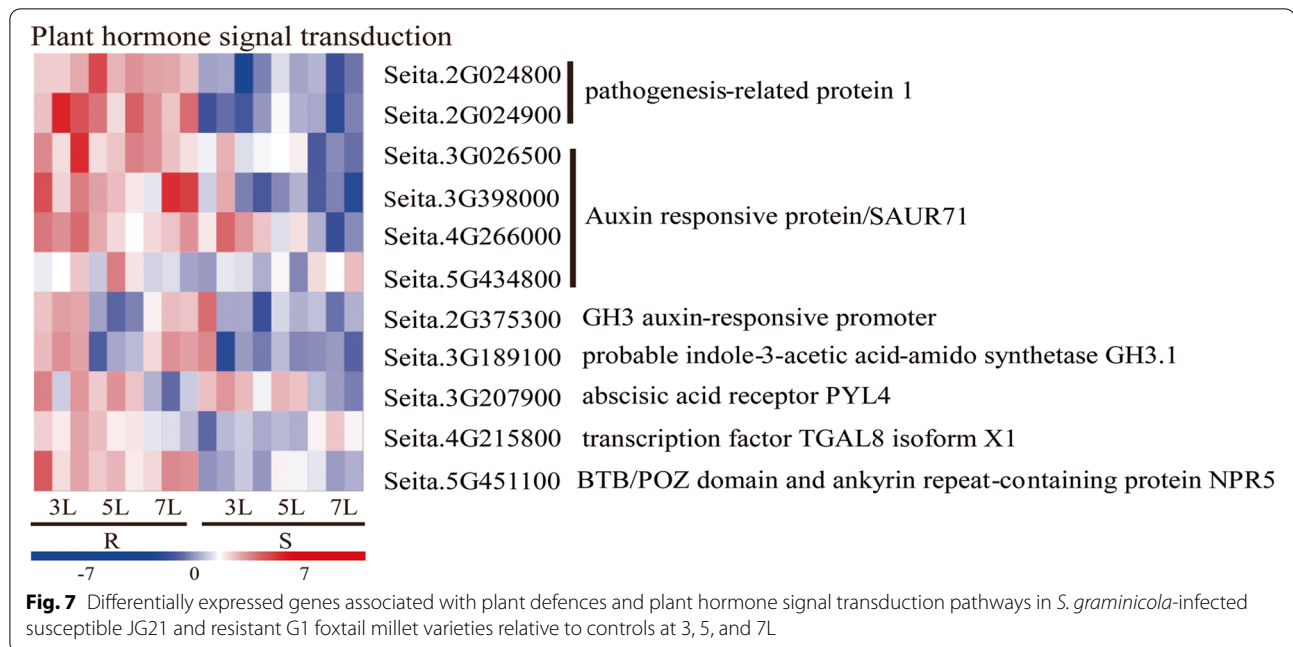 Plant hormone signal transduction
Seita.2G024800
pathogenesis-related protein 1
Seita.2G024900
Seita.3G026500
Seita.3G398000
Auxin responsive protein/SAUR71
Seita.4G266000
Seita.5G434800
Seita.2G375300 GH3 auxin-responsive promoter
Seita.3G189100 probable indole-3-acetic acid-amido synthetase GH3.1
Seita.3G207900 abscisic acid receptor PYL4
Seita.4G215800 transcription factor TGAL8 isoform X1
Seita.5G451100 BTB/POZ domain and ankyrin repeat-containing protein NPR5
3L 5L 7L 3L 5L 7L
R S
-7 0 7
Fig. 7 Differentially expressed genes associated with plant defences and plant hormone signal transduction pathways in S. graminicola-infected
susceptible JG21 and resistant G1 foxtail millet varieties relative to controls at 3, 5, and 7L